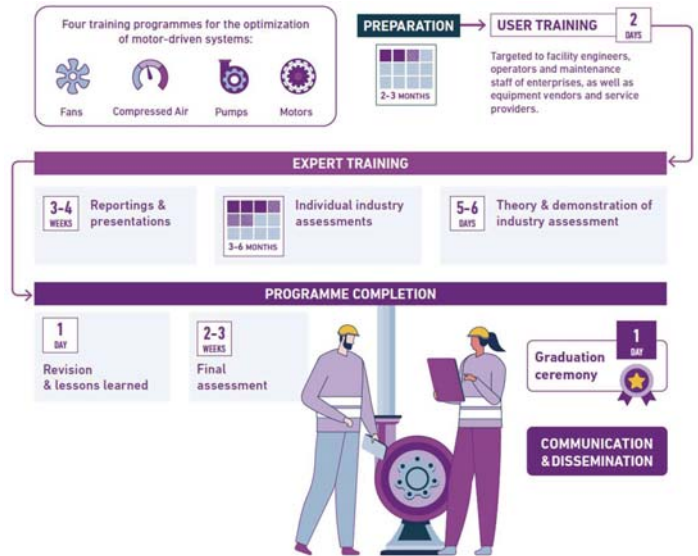 Four training programmes for the optimization
of motor-driven systems:
Fans
Compressed Air
Pumps
Motors
PREPARATION
2-3 MONTHS
USER TRAINING
2
DAYS
Targeted to facility engineers,
operators and maintenance
staff of enterprises, as well as
equipment vendors and service
providers.
EXPERT TRAINING
3-4
WEEKS
Reportings &
presentations
3-6 MONTHS
Individual industry
assessments
5-6
DAYS
Theory & demonstration of
industry assessment
PROGRAMME COMPLETION
1
DAY
Revision
& lessons learned
2-3
WEEKS
Final
assessment
Graduation
ceremony
1
DAY
COMMUNICATION
& DISSEMINATION